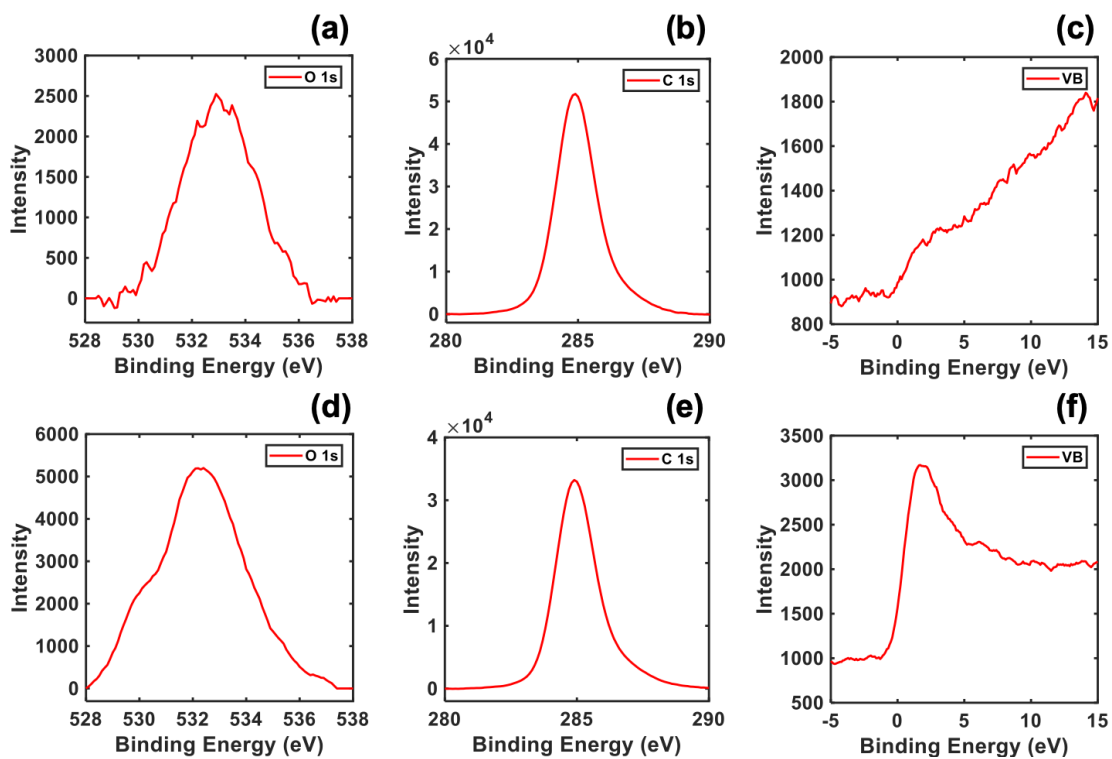 (a)
3000
2500
2000
1500
1000
500
0
528 530 532 534 536 538
Intensity
Binding Energy (eV)
O 1s
(b)
×10⁴
6
5
4
3
2
1
0
280 285 290
Intensity
Binding Energy (eV)
C 1s
(c)
2000
1800
1600
1400
1200
1000
800
-5 0 5 10 15
Intensity
Binding Energy (eV)
VB
(d)
6000
5000
4000
3000
2000
1000
0
528 530 532 534 536 538
Intensity
Binding Energy (eV)
O 1s
(e)
×10⁴
4
3
2
1
0
280 285 290
Intensity
Binding Energy (eV)
C 1s
(f)
3500
3000
2500
2000
1500
1000
500
-5 0 5 10 15
Intensity
Binding Energy (eV)
VB